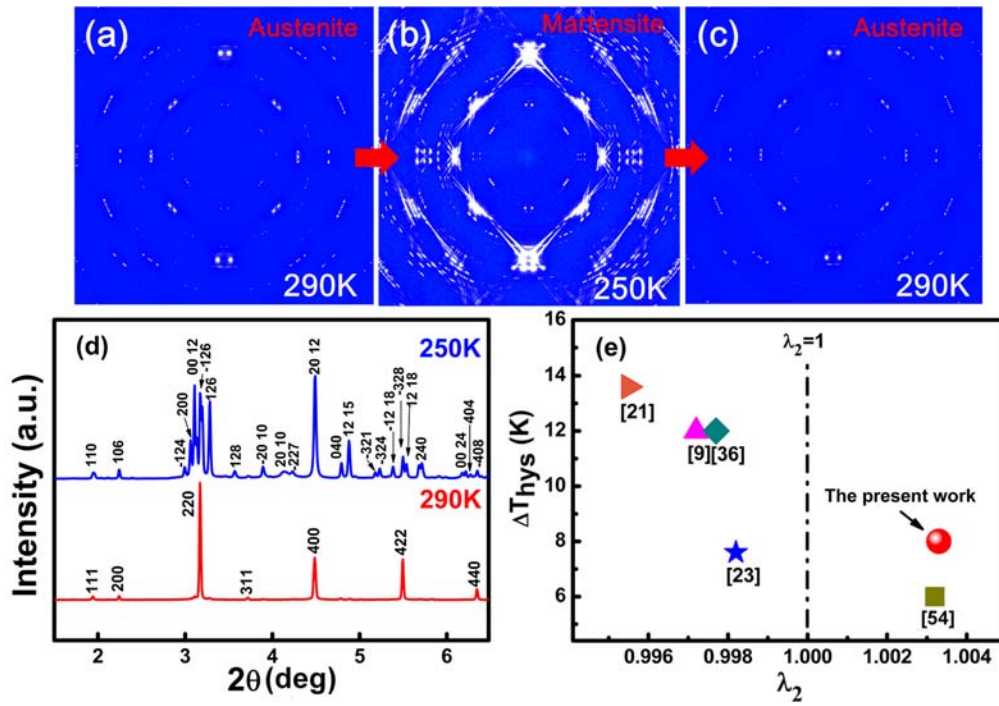 (a)
Austenite
290K
(b)
Martensite
250K
(c)
Austenite
290K
(d)
250K
110
106
-124
200
00 12
-126
126
128
-20 10
20 10
-227
20 12
040
12 15
-321
-324
-12 18
-328
12 18
240
00 24
404
-408
290K
111
200
220
311
400
422
440
Intensity (a.u.)
2 3 4 5 6
2θ (deg)
(e)
λ₂=1
16
14
12
10
8
6
ΔT_hys (K)
[21]
[9][36]
[23]
The present work
[54]
0.996 0.998 1.000 1.002 1.004
λ₂